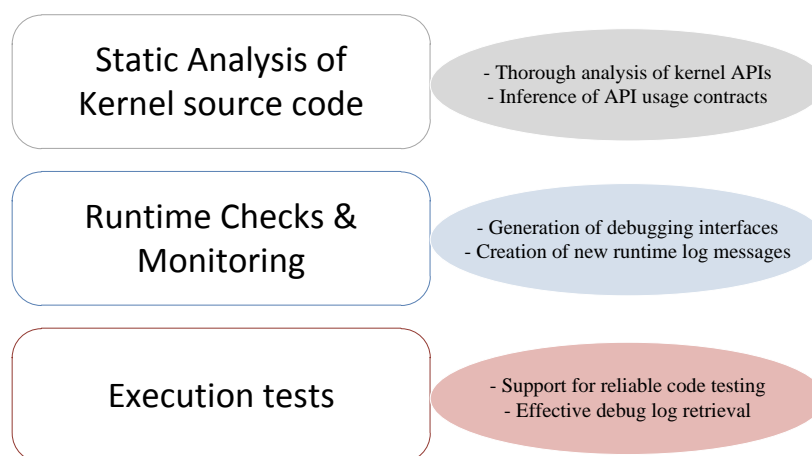 Static Analysis of
Kernel source code
- Thorough analysis of kernel APIs
- Inference of API usage contracts
Runtime Checks &
Monitoring
- Generation of debugging interfaces
- Creation of new runtime log messages
Execution tests
- Support for reliable code testing
- Effective debug log retrieval